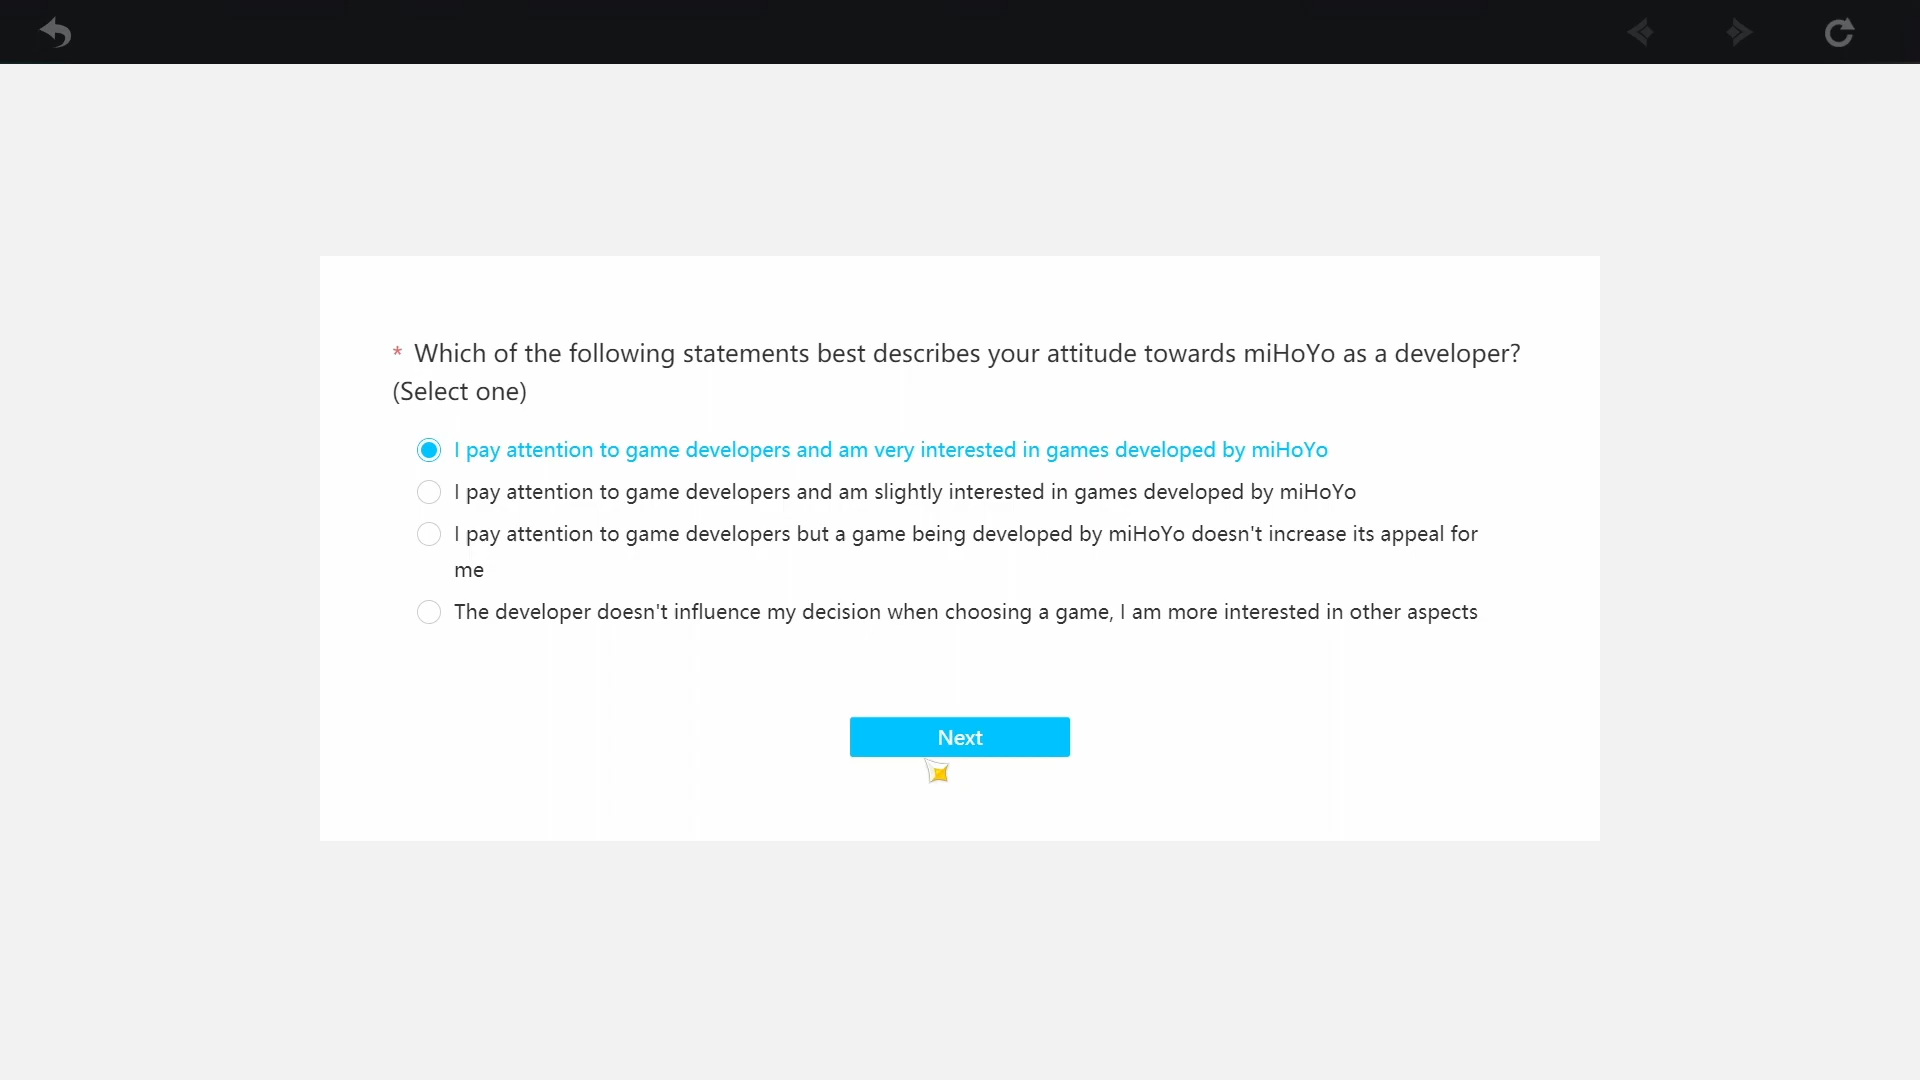 * Which of the following statements best describes your attitude towards miHoYo as a developer?
(Select one)
I pay attention to game developers and am very interested in games developed by miHoYo
I pay attention to game developers and am slightly interested in games developed by miHoYo
I pay attention to game developers but a game being developed by miHoYo doesn't increase its appeal for
me
The developer doesn't influence my decision when choosing a game, I am more interested in other aspects
Next